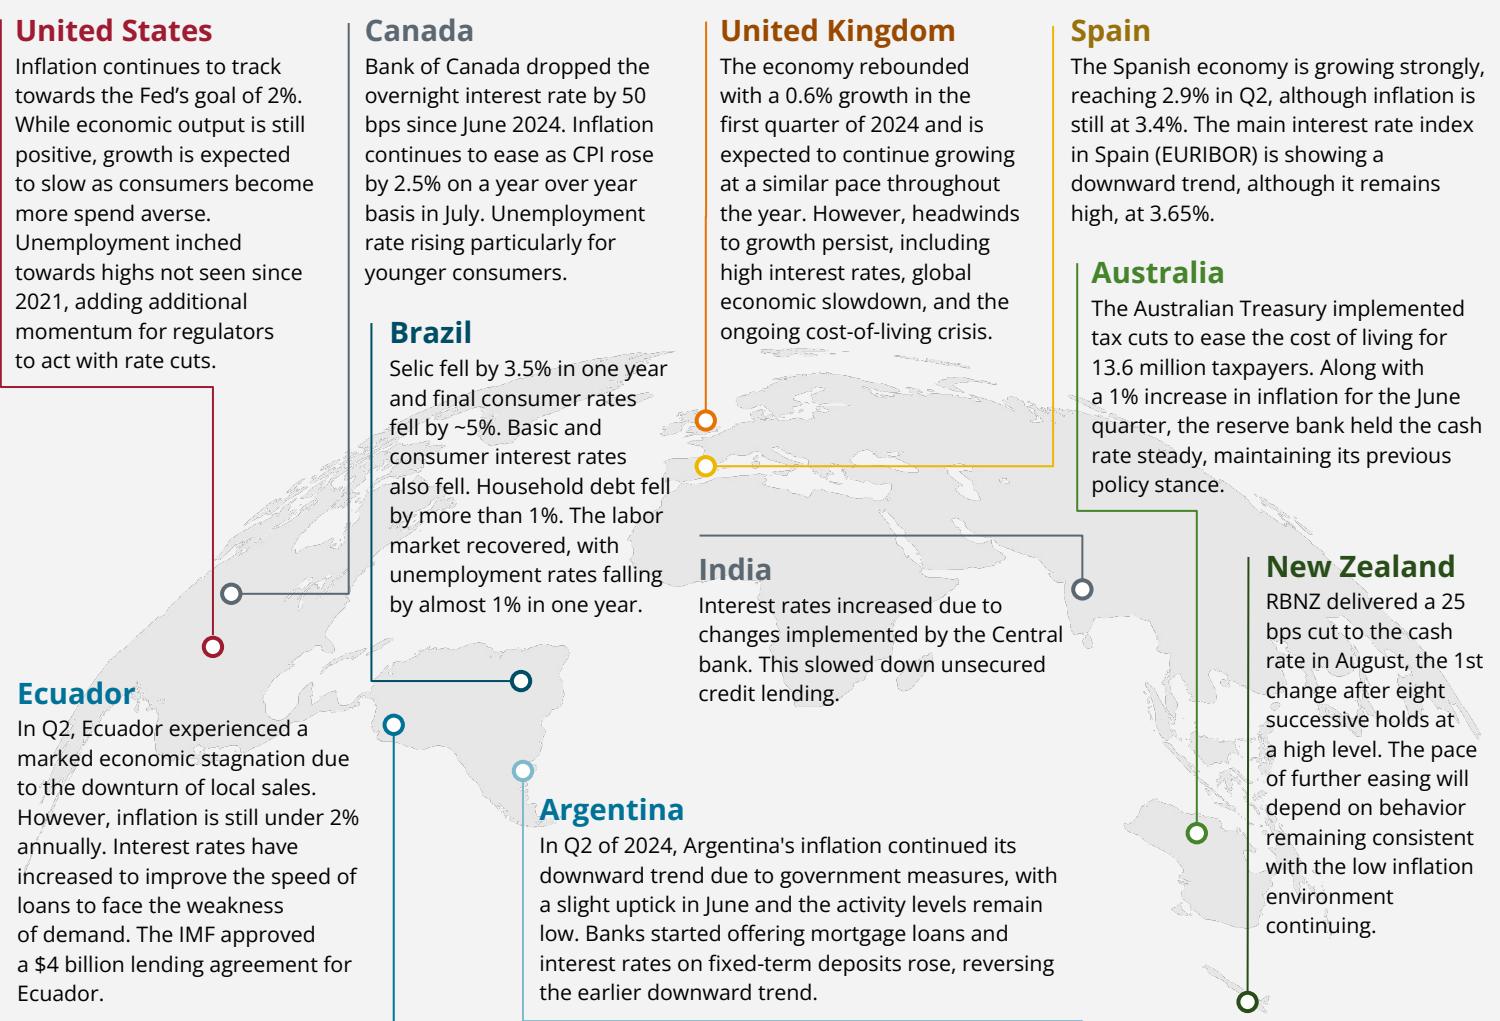 United States
Inflation continues to track
towards the Fed’s goal of 2%.
While economic output is still
positive, growth is expected
to slow as consumers become
more spend averse.
Unemployment inched
towards highs not seen since
2021, adding additional
momentum for regulators
to act with rate cuts.
Canada
Bank of Canada dropped the
overnight interest rate by 50
bps since June 2024. Inflation
continues to ease as CPI rose
by 2.5% on a year over year
basis in July. Unemployment
rate rising particularly for
younger consumers.
United Kingdom
The economy rebounded
with a 0.6% growth in the
first quarter of 2024 and is
expected to continue growing
at a similar pace throughout
the year. However, headwinds
to growth persist, including
high interest rates, global
economic slowdown, and the
ongoing cost-of-living crisis.
Spain
The Spanish economy is growing strongly,
reaching 2.9% in Q2, although inflation is
still at 3.4%. The main interest rate index
in Spain (EURIBOR) is showing a
downward trend, although it remains
high, at 3.65%.
Australia
The Australian Treasury implemented
tax cuts to ease the cost of living for
13.6 million taxpayers. Along with
a 1% increase in inflation for the June
quarter, the reserve bank held the cash
rate steady, maintaining its previous
policy stance.
Brazil
Selic fell by 3.5% in one year
and final consumer rates
fell by ~5%. Basic and
consumer interest rates
also fell. Household debt fell
by more than 1%. The labor
market recovered, with
unemployment rates falling
by almost 1% in one year.
India
Interest rates increased due to
changes implemented by the Central
bank. This slowed down unsecured
credit lending.
New Zealand
RBNZ delivered a 25
bps cut to the cash
rate in August, the 1st
change after eight
successive holds at
a high level. The pace
of further easing will
depend on behavior
remaining consistent
with the low inflation
environment
continuing.
Ecuador
In Q2, Ecuador experienced a
marked economic stagnation due
to the downturn of local sales.
However, inflation is still under 2%
annually. Interest rates have
increased to improve the speed of
loans to face the weakness
of demand. The IMF approved
a $4 billion lending agreement for
Ecuador.
Argentina
In Q2 of 2024, Argentina's inflation continued its
downward trend due to government measures, with
a slight uptick in June and the activity levels remain
low. Banks started offering mortgage loans and
interest rates on fixed-term deposits rose, reversing
the earlier downward trend.